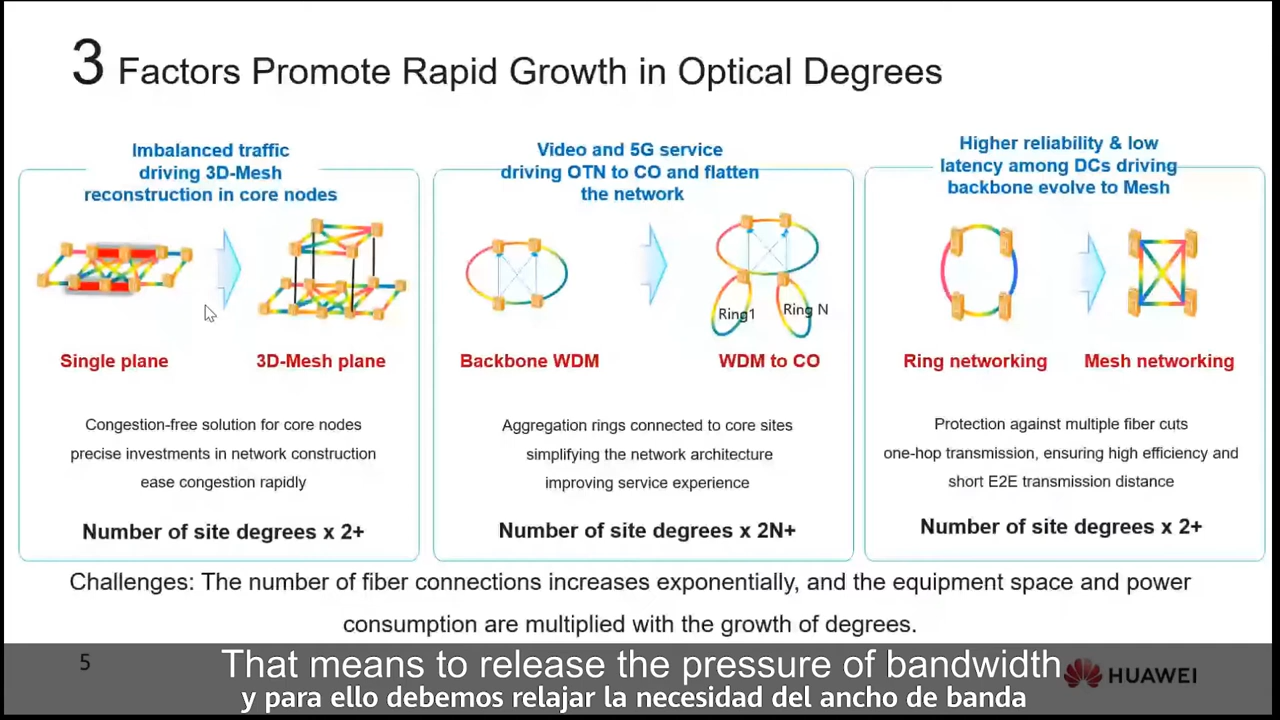 3 Factors Promote Rapid Growth in Optical Degrees
Imbalanced traffic
driving 3D-Mesh
reconstruction in core nodes
Single plane
3D-Mesh plane
Congestion-free solution for core nodes
precise investments in network construction
ease congestion rapidly
Number of site degrees x 2+
Video and 5G service
driving OTN to CO and flatten
the network
Ring1
Ring N
Backbone WDM
WDM to CO
Aggregation rings connected to core sites
simplifying the network architecture
improving service experience
Number of site degrees x 2N+
Higher reliability & low
latency among DCs driving
backbone evolve to Mesh
Ring networking
Mesh networking
Protection against multiple fiber cuts
one-hop transmission, ensuring high efficiency and
short E2E transmission distance
Number of site degrees x 2+
Challenges: The number of fiber connections increases exponentially, and the equipment space and power
consumption are multiplied with the growth of degrees.
5
That means to release the pressure of bandwidth
y para ello debemos relajar la necesidad del ancho de banda
HUAWEI